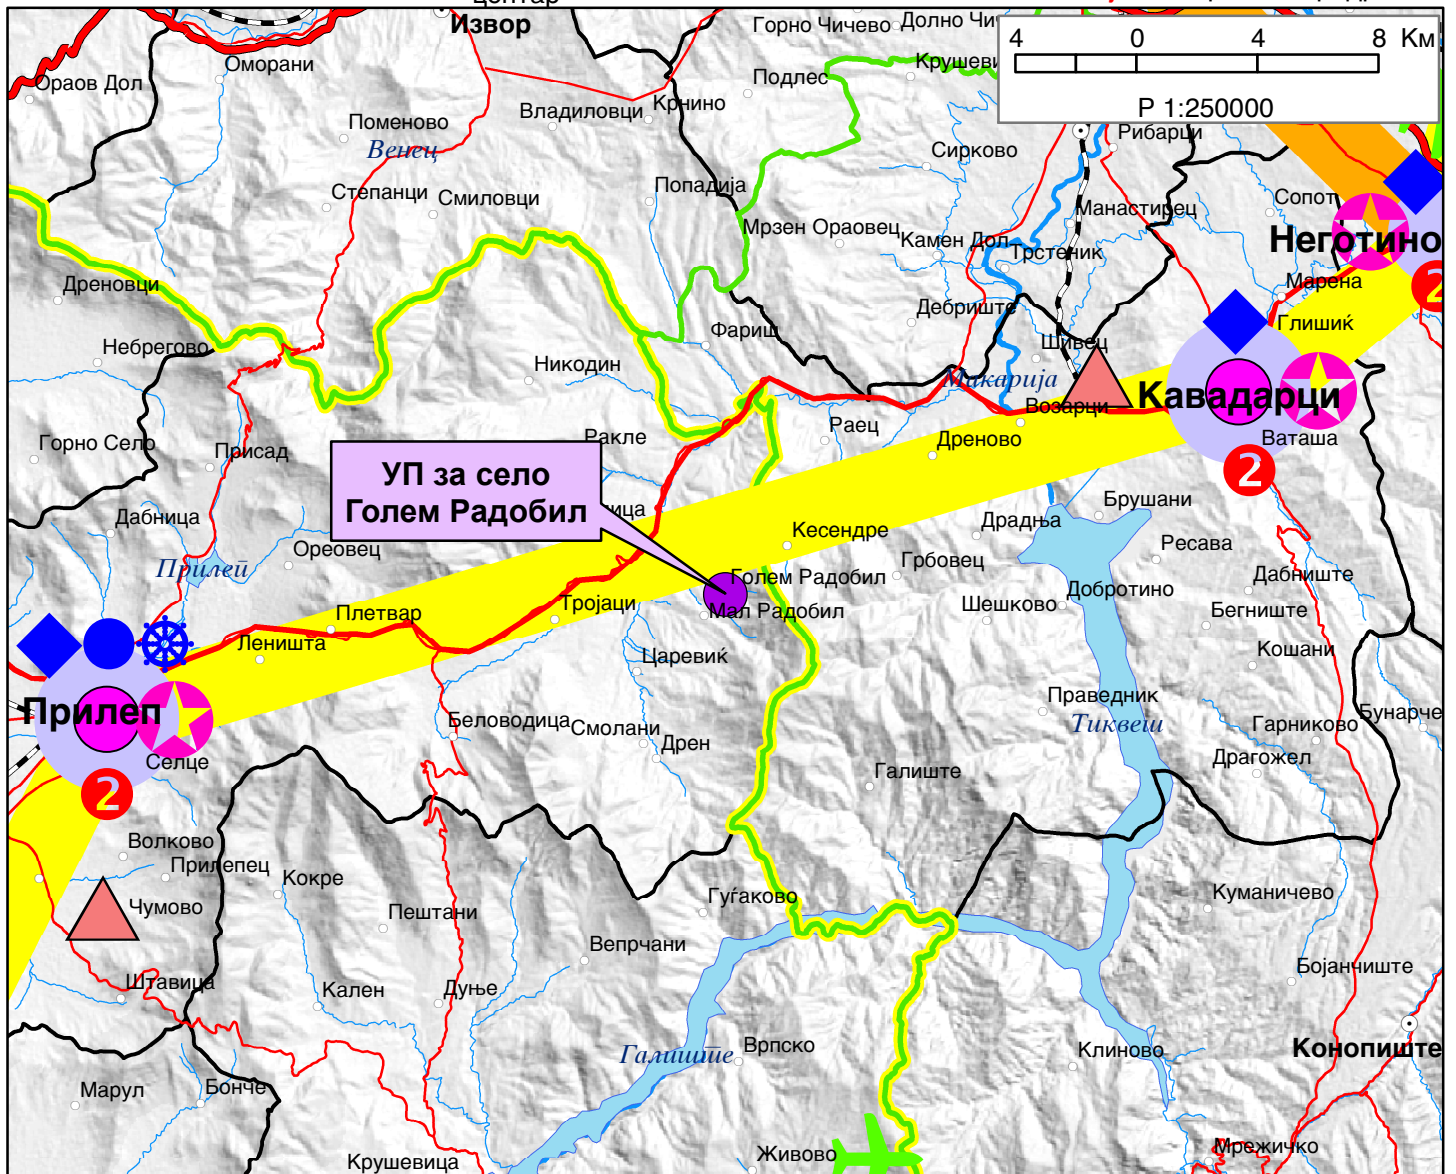 центар
Извор
Горно Чичево
4 0 4 8 Км
Р 1:250000
Ораов Дол
Оморани
Подлес
Владиловци
Крнино
Поменово
Венец
Рибарци
Сирково
Степанци
Смиловци
Попадија
Манастирец
Сопот
Мрзен Ораовец
Камен Дол
Трстеник
Неготино
Марена
Дреновци
Дебриште
Глишиќ
Фариш
Небрегово
Никодин
Шивец
Макарија
Кавадарци
Возарци
Горно Село
Присад
Ракле
Раец
Дреново
Ваташа
2
2
УП за село
Голем Радобил
Дабница
ица
Кесендре
Драдња
Брушани
Ореовец
Прилеп
Голем Радобил
Мал Радобил
Грбовец
Ресава
Дабниште
Добротино
Шешково
Бегниште
Плетвар
Тројаци
Леништа
Царевиќ
Кошани
Прилеп
Беловодица
Смолани
Дрен
Праведник
Тиквеш
Гарниково
Бунарче
Селце
2
Галиште
Драгожел
Волково
Прилепец
Кокре
Чумово
Пештани
Гуѓаково
Куманичево
Вепрчани
Штавица
Кален
Дуње
Бојанчиште
Галиште
Врпско
Клиново
Конопиште
Марул
Бонче
Крушевица
Живово
Мрежичко